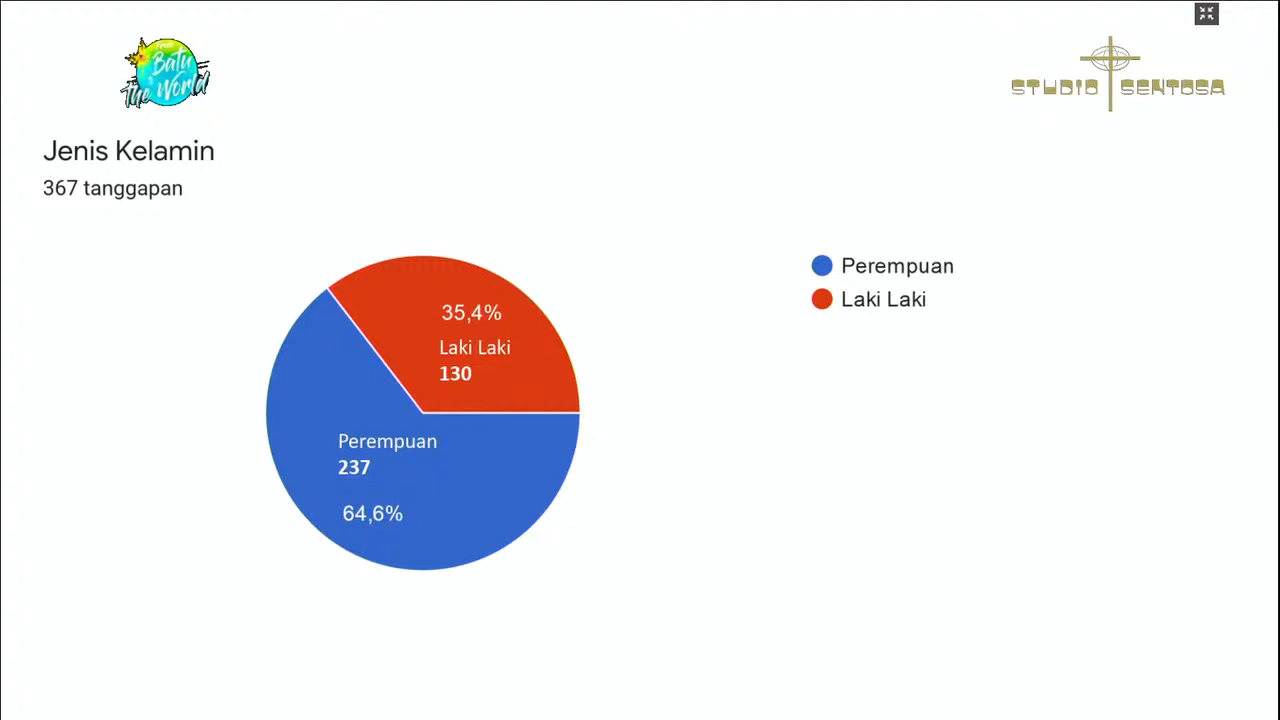 from
Batu
the World
STUDIO SENTOSA
Jenis Kelamin
367 tanggapan
35,4%
Laki Laki
130
Perempuan
237
64,6%
Perempuan
Laki Laki